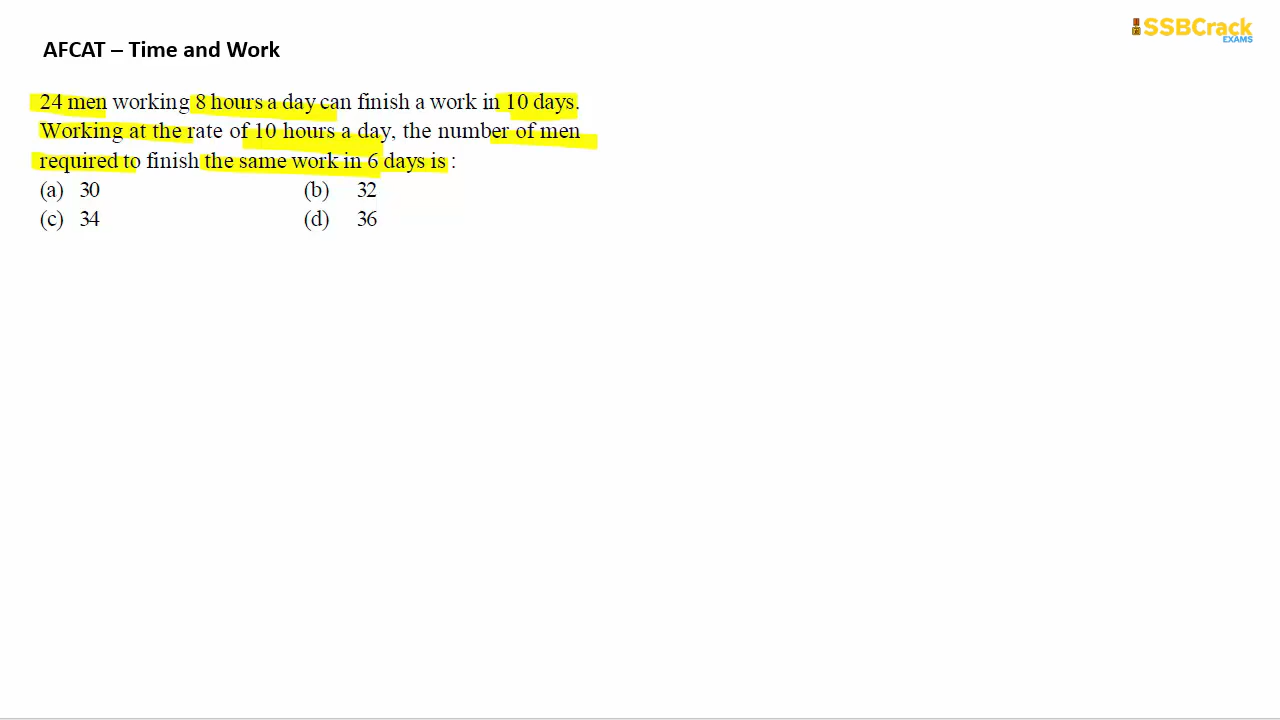 SSBCrack
EXAMS
AFCAT – Time and Work
24 men working 8 hours a day can finish a work in 10 days.
Working at the rate of 10 hours a day, the number of men
required to finish the same work in 6 days is :
(a) 30 (b) 32
(c) 34 (d) 36